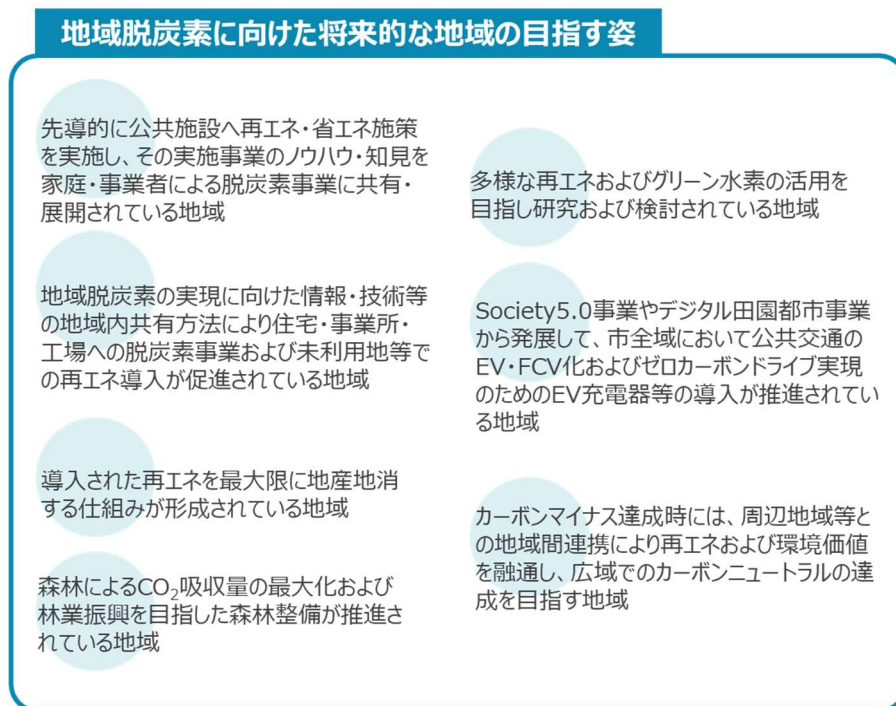 地域脱炭素に向けた将来的な地域の目指す姿
先導的に公共施設へ再エネ・省エネ施策
を実施し、その実施事業のノウハウ・知見を
家庭・事業者による脱炭素事業に共有・
展開されている地域
地域脱炭素の実現に向けた情報・技術等
の地域内共有方法により住宅・事業所・
工場への脱炭素事業および未利用地等で
の再エネ導入が促進されている地域
導入された再エネを最大限に地産地消
する仕組みが形成されている地域
森林によるCO₂吸収量の最大化および
林業振興を目指した森林整備が推進さ
れている地域
多様な再エネおよびグリーン水素の活用を
目指し研究および検討されている地域
Society5.0事業やデジタル田園都市事業
から発展して、市全域において公共交通の
EV・FCV化およびゼロカーボンドライブ実現
のためのEV充電器等の導入が推進されてい
る地域
カーボンマイナス達成時には、周辺地域等と
の地域間連携により再エネおよび環境価値
を融通し、広域でのカーボンニュートラルの達
成を目指す地域